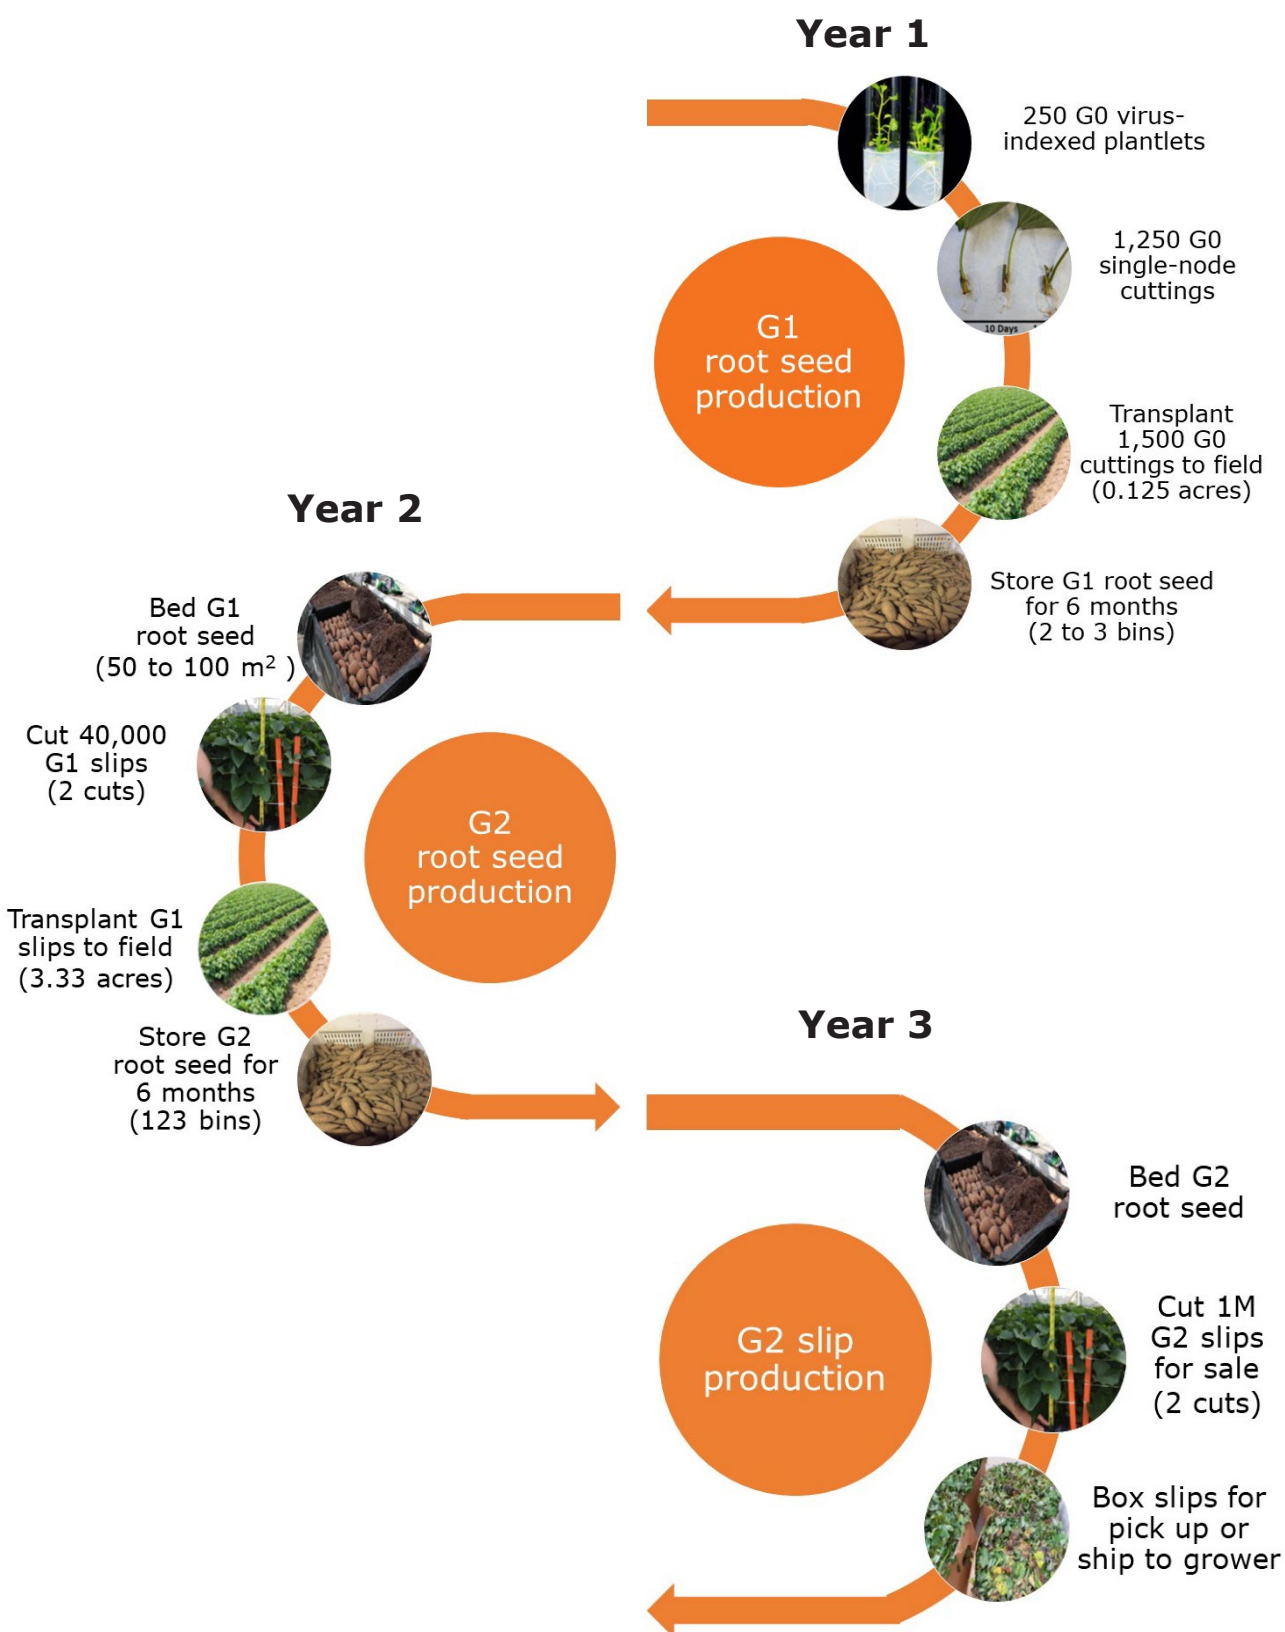 Year 1
250 G0 virus-
indexed plantlets
1,250 G0
single-node
cuttings
10 Days
G1
root seed
production
Transplant
1,500 G0
cuttings to field
(0.125 acres)
Store G1 root seed
for 6 months
(2 to 3 bins)
Year 2
Bed G1
root seed
(50 to 100 m² )
Cut 40,000
G1 slips
(2 cuts)
G2
root seed
production
Transplant G1
slips to field
(3.33 acres)
Store G2
root seed for
6 months
(123 bins)
Year 3
Bed G2
root seed
G2 slip
production
Cut 1M
G2 slips
for sale
(2 cuts)
Box slips for
pick up or
ship to grower